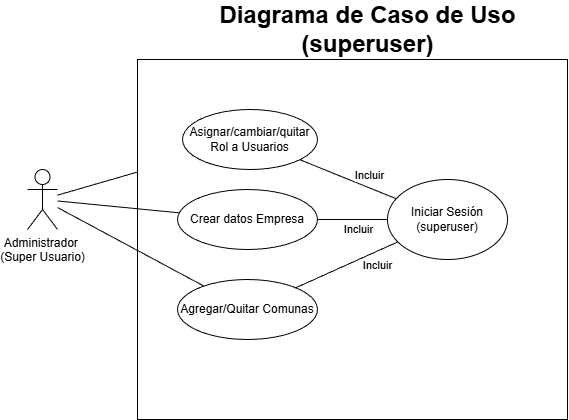 Diagrama de Caso de Uso
(superuser)
Asignar/cambiar/quitar
Rol a Usuarios
Incluir
Crear datos Empresa
Incluir
Iniciar Sesión
(superuser)
Administrador
(Super Usuario)
Incluir
Agregar/Quitar Comunas